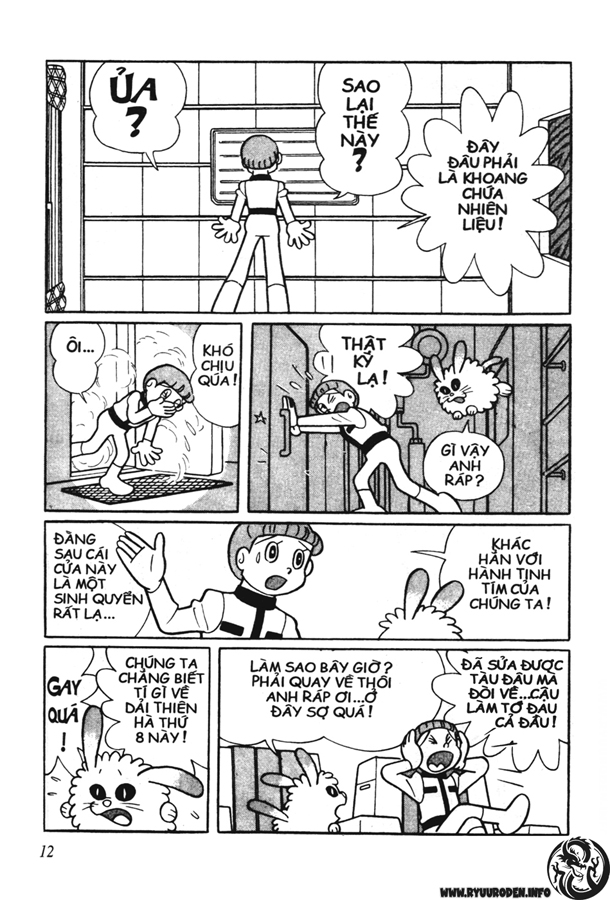 ỦA
?
SAO
LẠI
THẾ
NÀY
?
ĐÂY
ĐÂU PHẢI
LÀ KHOANG
CHỨA
NHIÊN
LIỆU!
ÔI...
KHÓ
CHỊU
QÚA!
THẬT
KỲ
LẠ!
GÌ VẬY
ANH
RÁP?
ĐẰNG
SAU CÁI
CỬA NÀY
LÀ MỘT
SINH QUYỂN
RẤT LẠ...
KHÁC
HẲN VỚI
HÀNH TINH
TÍM CỦA
CHÚNG TA!
GAY
QUÁ
!
CHÚNG TA
CHẲNG BIẾT
TÍ GÌ VỀ
DẢI THIÊN
HÀ THỨ
8 NÀY!
LÀM SAO BÂY GIỜ?
PHẢI QUAY VỀ THÔI
ANH RÁP ƠI...Ở
ĐÂY SỢ QUÁ!
ĐÃ SỬA ĐƯỢC
TÀU ĐÂU MÀ
ĐÒI VỀ...CẬU
LÀM TỚ ĐAU
CẢ ĐẦU!
12
WWW.RYUURODEN.INFO